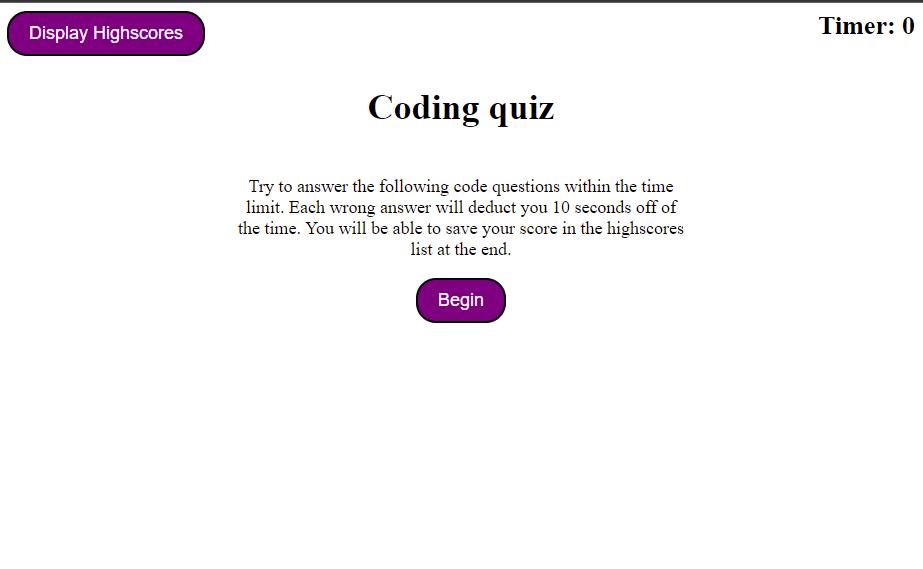 Display Highscores
Timer: 0
Coding quiz
Try to answer the following code questions within the time
limit. Each wrong answer will deduct you 10 seconds off of
the time. You will be able to save your score in the highscores
list at the end.
Begin